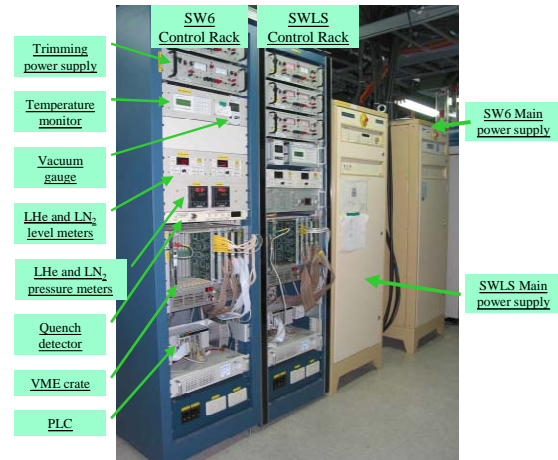 SW6
Control Rack
SWLS
Control Rack
Trimming
power supply
Temperature
monitor
Vacuum
gauge
LHe and LN2
level meters
LHe and LN2
pressure meters
Quench
detector
VME crate
PLC
SW6 Main
power supply
SWLS Main
power supply